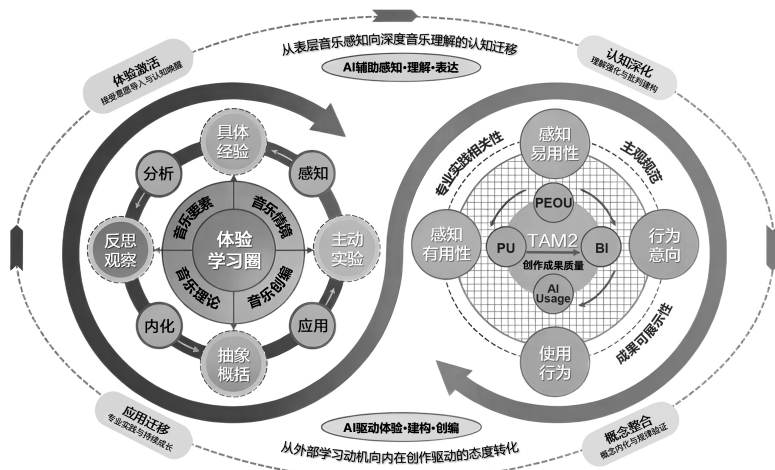 从表层音乐感知向深度音乐理解的认知迁移
AI辅助感知·理解·表达
体验激活
接受意愿导入与认知唤醒
认知深化
理解强化与批判建构
具体
经验
感知
分析
音乐要素
音乐情境
反思
观察
体验
学习圈
主动
实验
音乐理论
音乐创编
内化
应用
抽象
概括
感知
易用性
专业实践相关性
主观规范
PEOU
感知
有用性
PU
TAM2
BI
行为
意向
创作成果质量
AI
Usage
成果可展示性
使用
行为
应用迁移
专业实践与持续成长
概念整合
概念内化与规律验证
AI驱动体验·建构·创编
从外部学习动机向内在创作驱动的态度转化